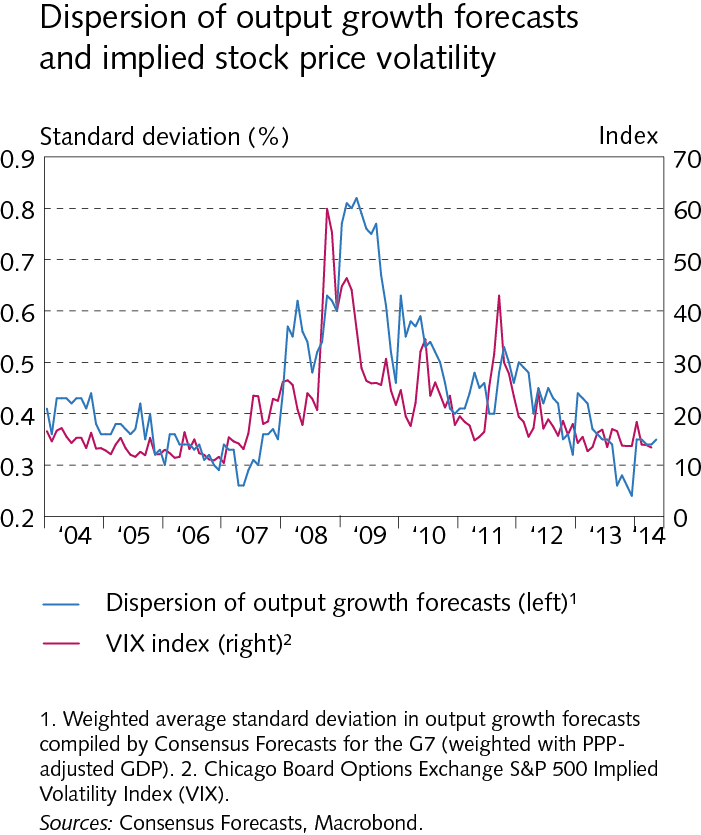 Dispersion of output growth forecasts
and implied stock price volatility
Standard deviation (%) Index
0.9 70
0.8 60
0.7 50
0.6 40
0.5 30
0.4 20
0.3 10
0.2 0
‘04 ‘05 ‘06 ‘07 ‘08 ‘09 ‘10 ‘11 ‘12 ‘13 ‘14
Dispersion of output growth forecasts (left)¹
VIX index (right)²
1. Weighted average standard deviation in output growth forecasts
compiled by Consensus Forecasts for the G7 (weighted with PPP-
adjusted GDP). 2. Chicago Board Options Exchange S&P 500 Implied
Volatility Index (VIX).
Sources: Consensus Forecasts, Macrobond.